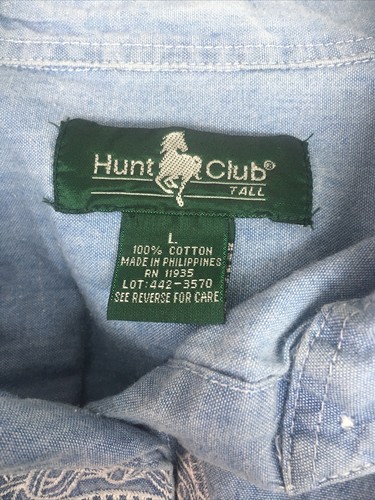 Hunt Club®
TALL
L
100% COTTON
MADE IN PHILIPPINES
RN 11935
LOT: 442-3570
SEE REVERSE FOR CARE